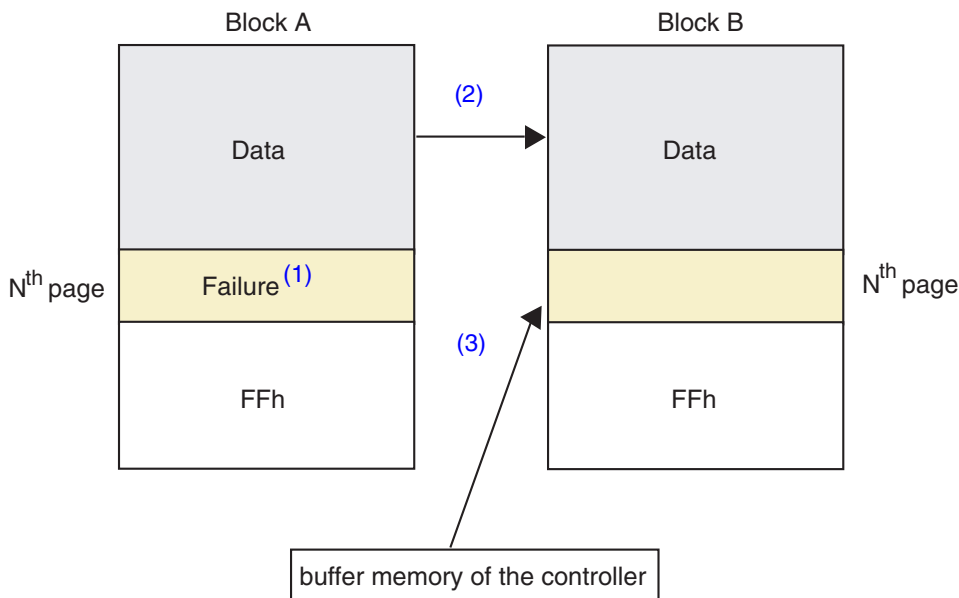 Block A
Block B
(2)
Data
Data
Nth page
Failure(1)
Nth page
(3)
FFh
FFh
buffer memory of the controller